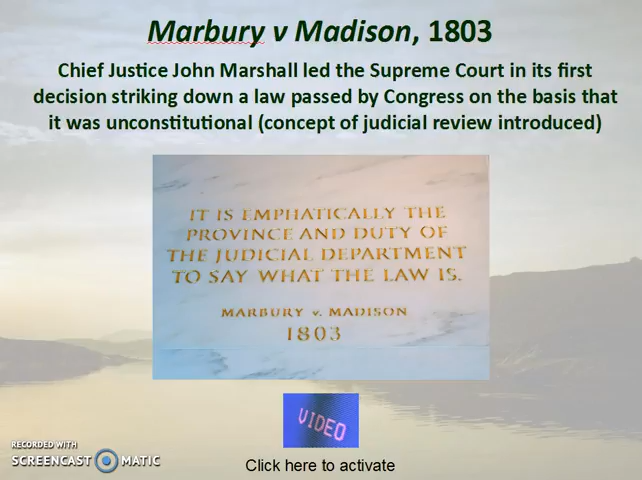 Marbury v Madison, 1803
Chief Justice John Marshall led the Supreme Court in its first
decision striking down a law passed by Congress on the basis that
it was unconstitutional (concept of judicial review introduced)
IT IS EMPHATICALLY THE
PROVINCE AND DUTY OF
THE JUDICIAL DEPARTMENT
TO SAY WHAT THE LAW IS.
MARBURY v. MADISON
1803
VIDEO
Click here to activate
RECORDED WITH
SCREENCAST MATIC